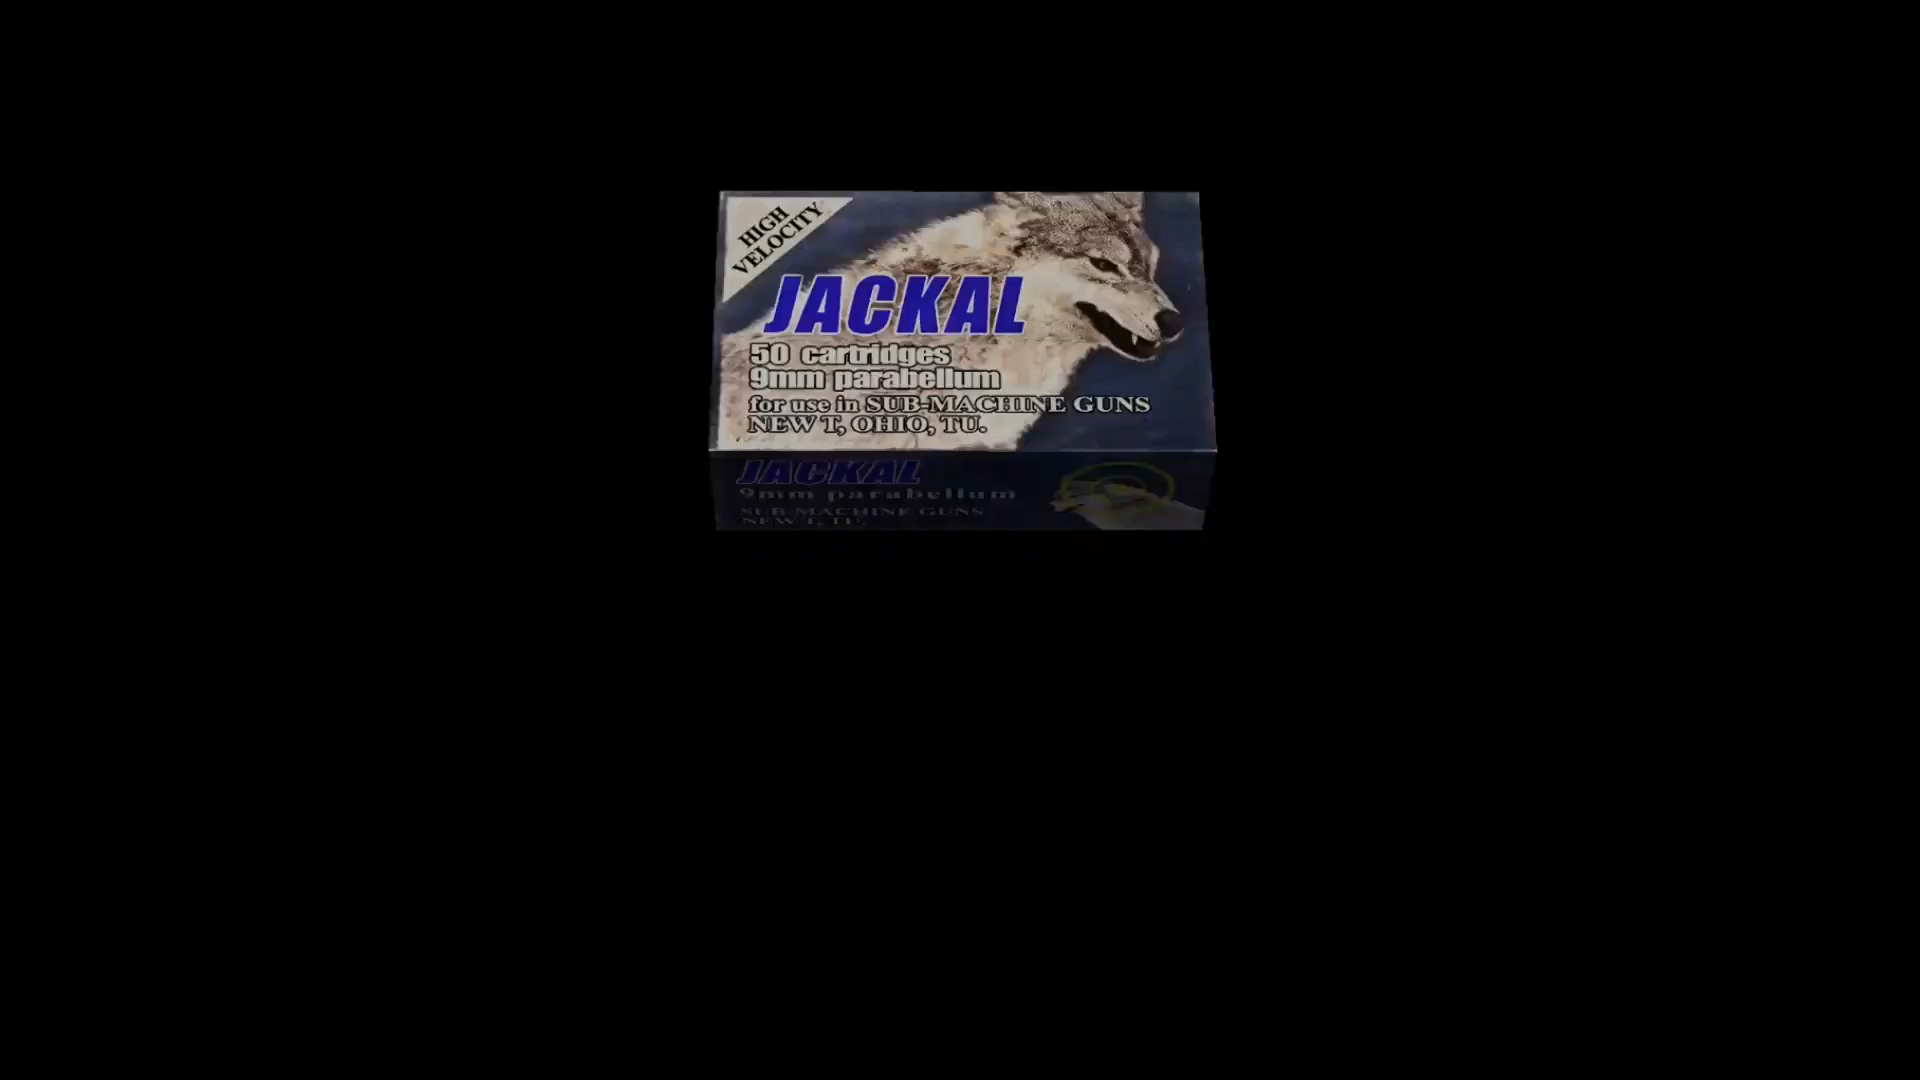 HIGH
VELOCITY
JACKAL
50 cartridges
9mm parabellum
for use in SUB-MACHINE GUNS
NEW T, OHIO, TU.
JACKAL
9mm parabellum
SUB-MACHINE GUNS
NEW T, TU.